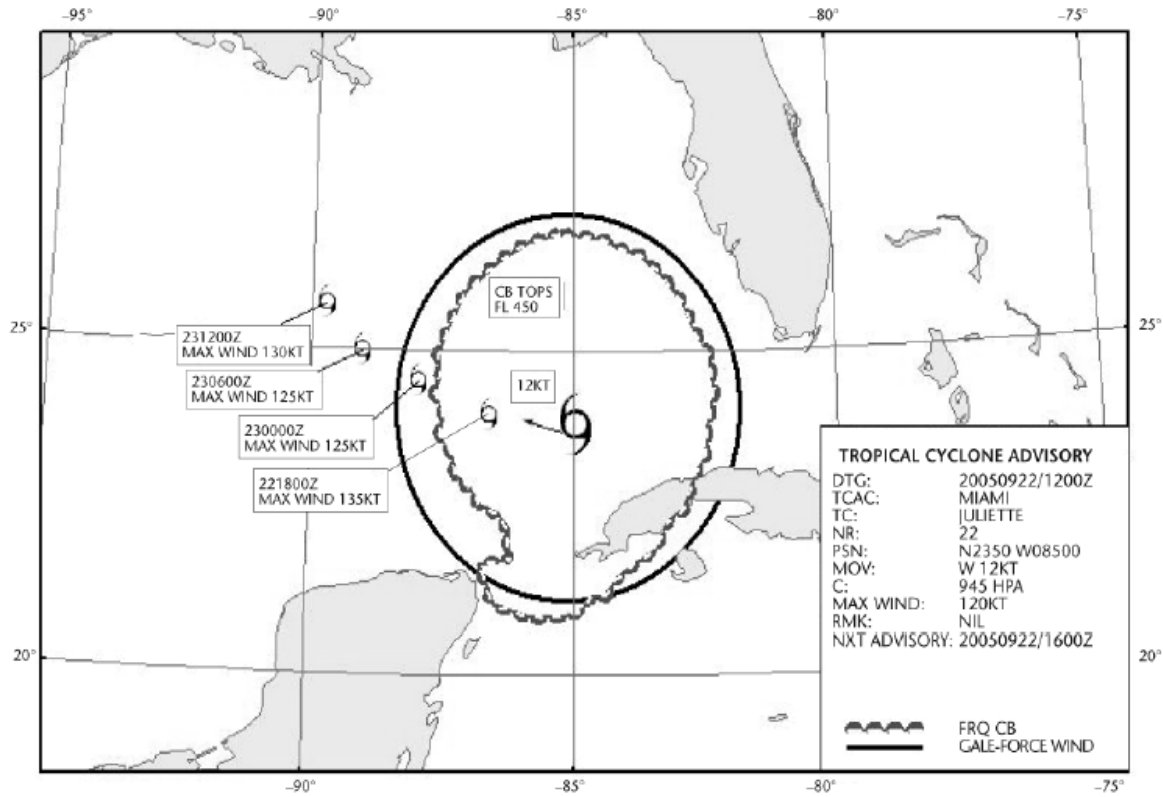 −95°
−90°
−85°
−80°
−75°
CB TOPS
FL 450
25°
25°
231200Z
MAX WIND 130KT
230600Z
MAX WIND 125KT
12KT
230000Z
MAX WIND 125KT
221800Z
MAX WIND 135KT
TROPICAL CYCLONE ADVISORY
DTG: 20050922/1200Z
TCAC: MIAMI
TC: JULIETTE
NR: 22
PSN: N2350 W08500
MOV: W 12KT
C: 945 HPA
MAX WIND: 120KT
RMK: NIL
NXT ADVISORY: 20050922/1600Z
20°
20°
FRQ CB
GALE-FORCE WIND
−90°
−85°
−80°
−75°